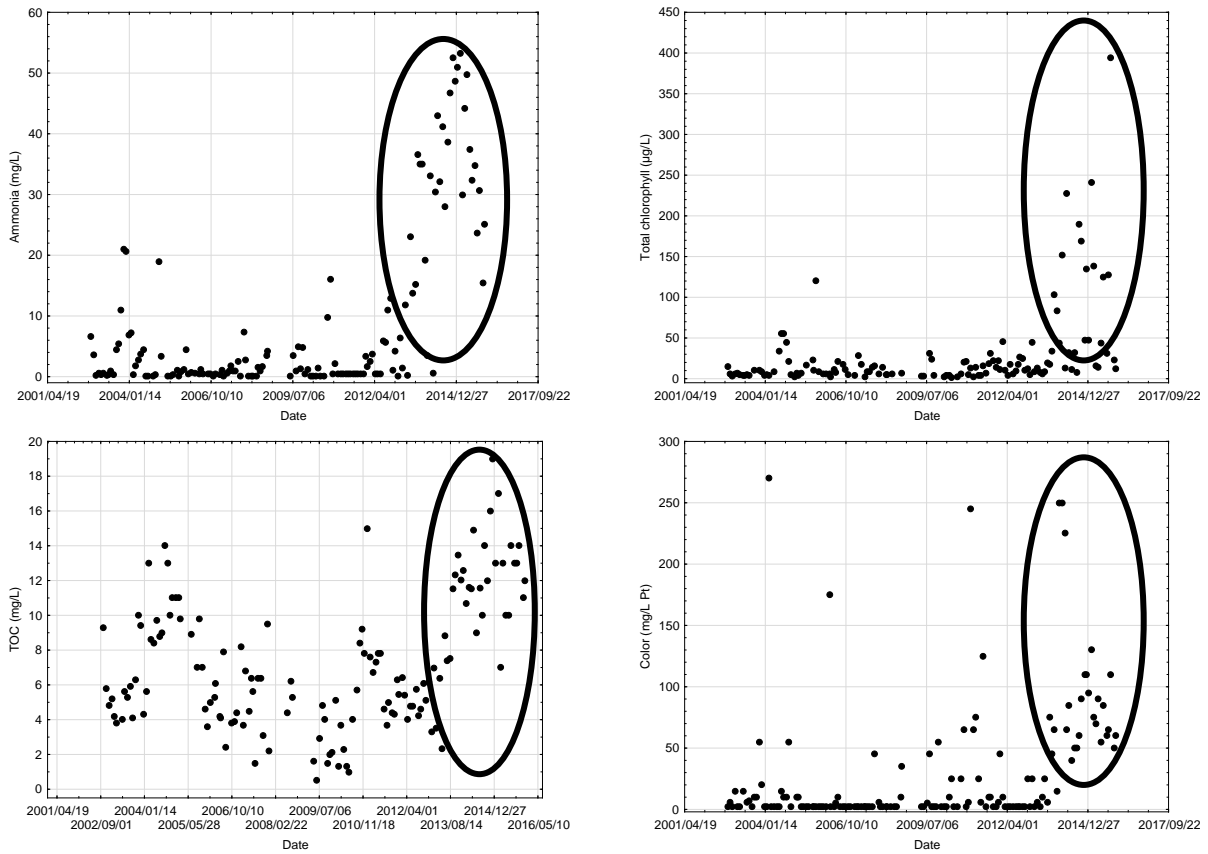 60
50
40
30
20
10
0
Ammonia (mg/L)
2001/04/19 2004/01/14 2006/10/10 2009/07/06 2012/04/01 2014/12/27 2017/09/22
Date
450
400
350
300
250
200
150
100
50
0
Total chlorophyll (µg/L)
2001/04/19 2004/01/14 2006/10/10 2009/07/06 2012/04/01 2014/12/27 2017/09/22
Date
20
18
16
14
12
10
8
6
4
2
0
TOC (mg/L)
2001/04/19 2004/01/14 2006/10/10 2009/07/06 2012/04/01 2014/12/27
2002/09/01 2005/05/28 2008/02/22 2010/11/18 2013/08/14 2016/05/10
Date
300
250
200
150
100
50
0
Color (mg/L Pt)
2001/04/19 2004/01/14 2006/10/10 2009/07/06 2012/04/01 2014/12/27 2017/09/22
Date